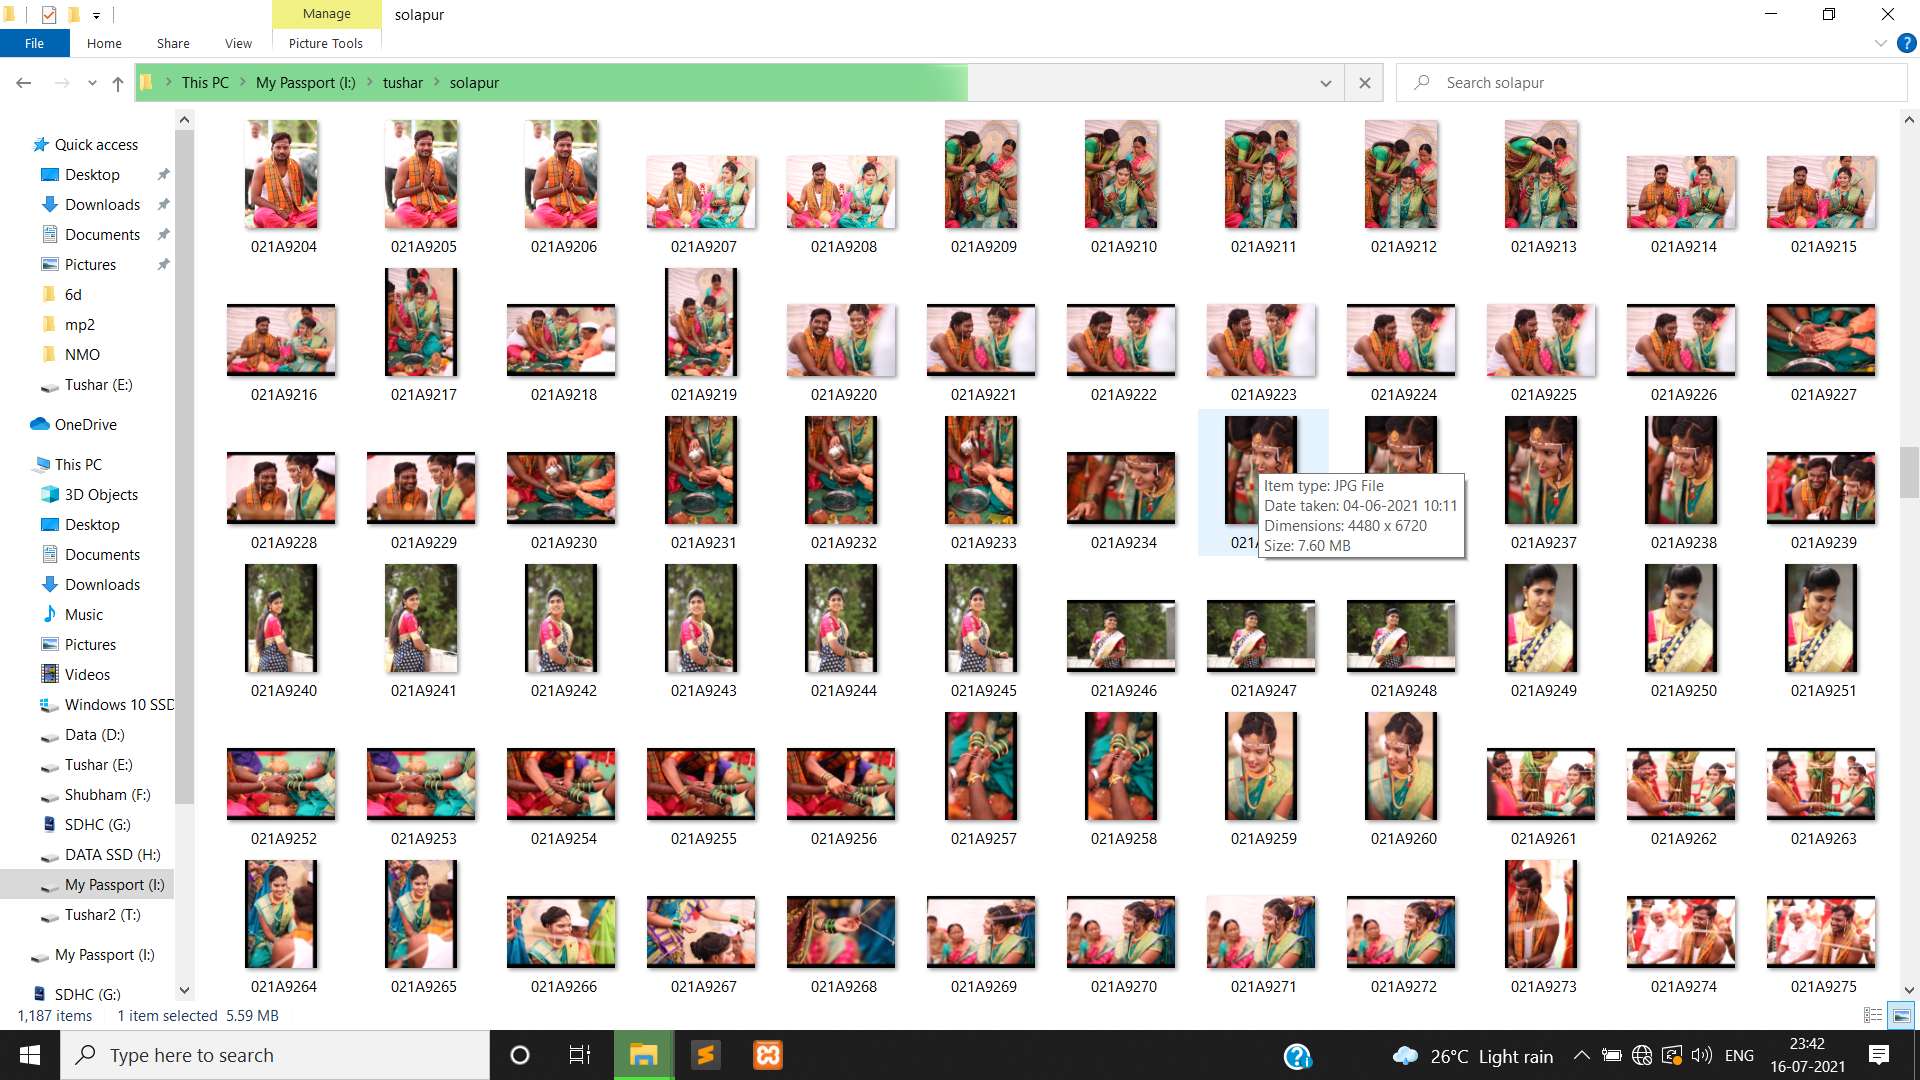 Manage
solapur
File
Home
Share
View
Picture Tools
This PC
My Passport (I:)
tushar
solapur
Search solapur
Quick access
Desktop
Downloads
Documents
Pictures
6d
mp2
NMO
Tushar (E:)
OneDrive
This PC
3D Objects
Desktop
Documents
Downloads
Music
Pictures
Videos
Windows 10 SSD
Data (D:)
Tushar (E:)
Shubham (F:)
SDHC (G:)
DATA SSD (H:)
My Passport (I:)
Tushar2 (T:)
My Passport (I:)
SDHC (G:)
021A9204 021A9205 021A9206 021A9207 021A9208 021A9209 021A9210 021A9211 021A9212 021A9213 021A9214 021A9215
021A9216 021A9217 021A9218 021A9219 021A9220 021A9221 021A9222 021A9223 021A9224 021A9225 021A9226 021A9227
021A9228 021A9229 021A9230 021A9231 021A9232 021A9233 021A9234 021A 021A9237 021A9238 021A9239
Item type: JPG File
Date taken: 04-06-2021 10:11
Dimensions: 4480 x 6720
Size: 7.60 MB
021A9240 021A9241 021A9242 021A9243 021A9244 021A9245 021A9246 021A9247 021A9248 021A9249 021A9250 021A9251
021A9252 021A9253 021A9254 021A9255 021A9256 021A9257 021A9258 021A9259 021A9260 021A9261 021A9262 021A9263
021A9264 021A9265 021A9266 021A9267 021A9268 021A9269 021A9270 021A9271 021A9272 021A9273 021A9274 021A9275
1,187 items 1 item selected 5.59 MB
Type here to search
26°C Light rain
ENG
23:42
16-07-2021